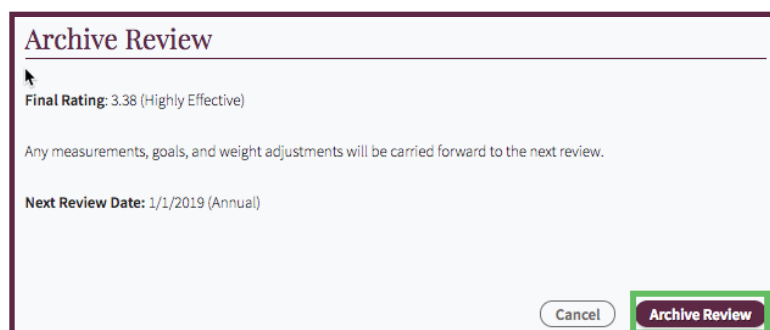 Archive Review
Final Rating: 3.38 (Highly Effective)
Any measurements, goals, and weight adjustments will be carried forward to the next review.
Next Review Date: 1/1/2019 (Annual)
Cancel
Archive Review